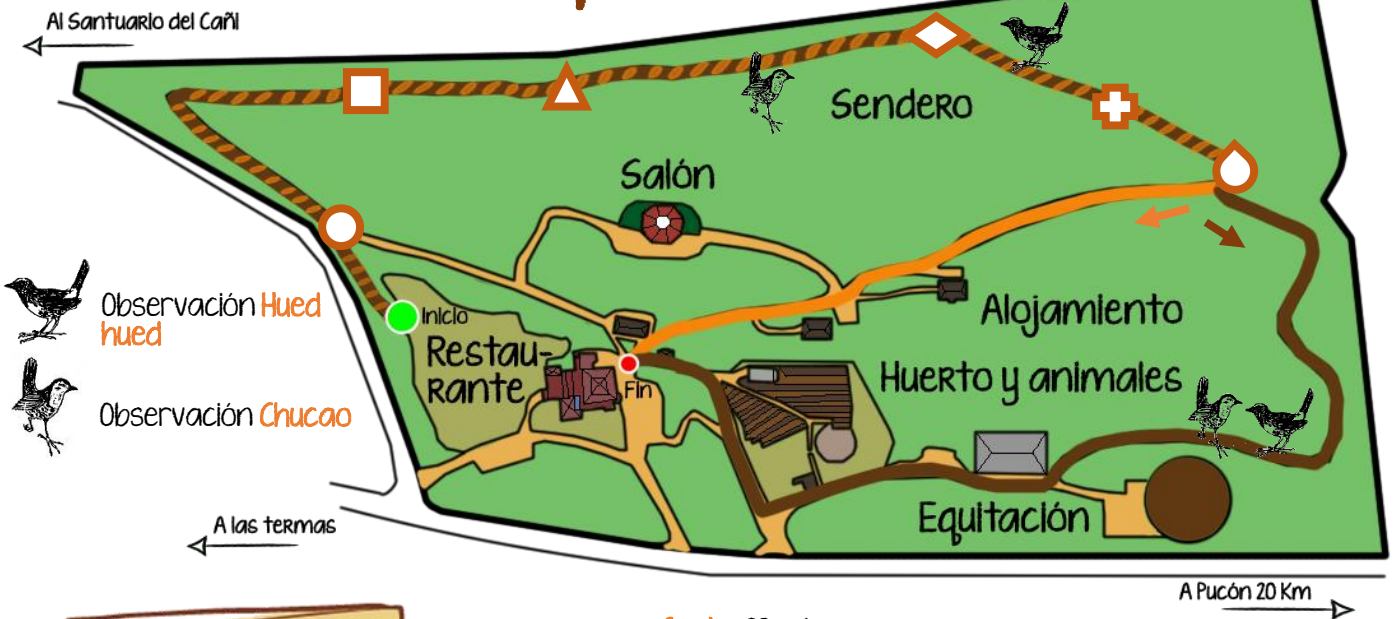 Al Santuario del Cañi
Sendero
Salón
Observación Hued
hued
Inicio
Alojamiento
Restau-
rante
Fin
Huerto y animales
Observación Chucao
Equitación
A las termas
A Pucón 20 Km